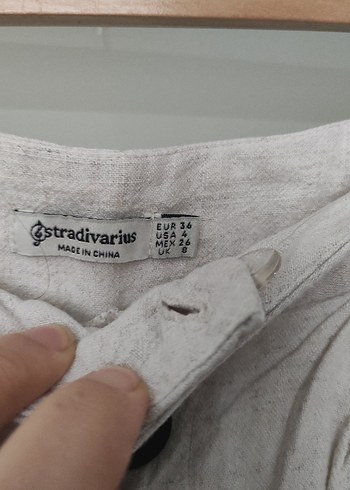 stradivarius
MADE IN CHINA
EUR 36
USA 4
MEX 26
UK 8